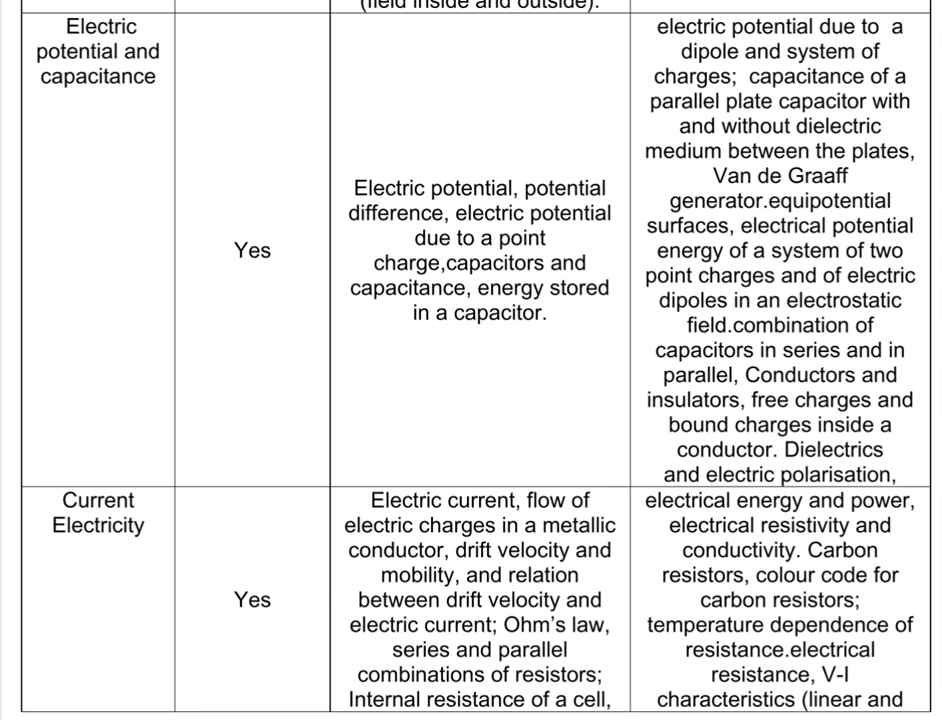 (field inside and outside).
Electric
potential and
capacitance
Yes
Electric potential, potential
difference, electric potential
due to a point
charge,capacitors and
capacitance, energy stored
in a capacitor.
electric potential due to  a
dipole and system of
charges;  capacitance of a
parallel plate capacitor with
and without dielectric
medium between the plates,
Van de Graaff
generator.equipotential
surfaces, electrical potential
energy of a system of two
point charges and of electric
dipoles in an electrostatic
field.combination of
capacitors in series and in
parallel, Conductors and
insulators, free charges and
bound charges inside a
conductor. Dielectrics
and electric polarisation,
Current
Electricity
Yes
Electric current, flow of
electric charges in a metallic
conductor, drift velocity and
mobility, and relation
between drift velocity and
electric current; Ohm’s law,
series and parallel
combinations of resistors;
Internal resistance of a cell,
electrical energy and power,
electrical resistivity and
conductivity. Carbon
resistors, colour code for
carbon resistors;
temperature dependence of
resistance.electrical
resistance, V-I
characteristics (linear and